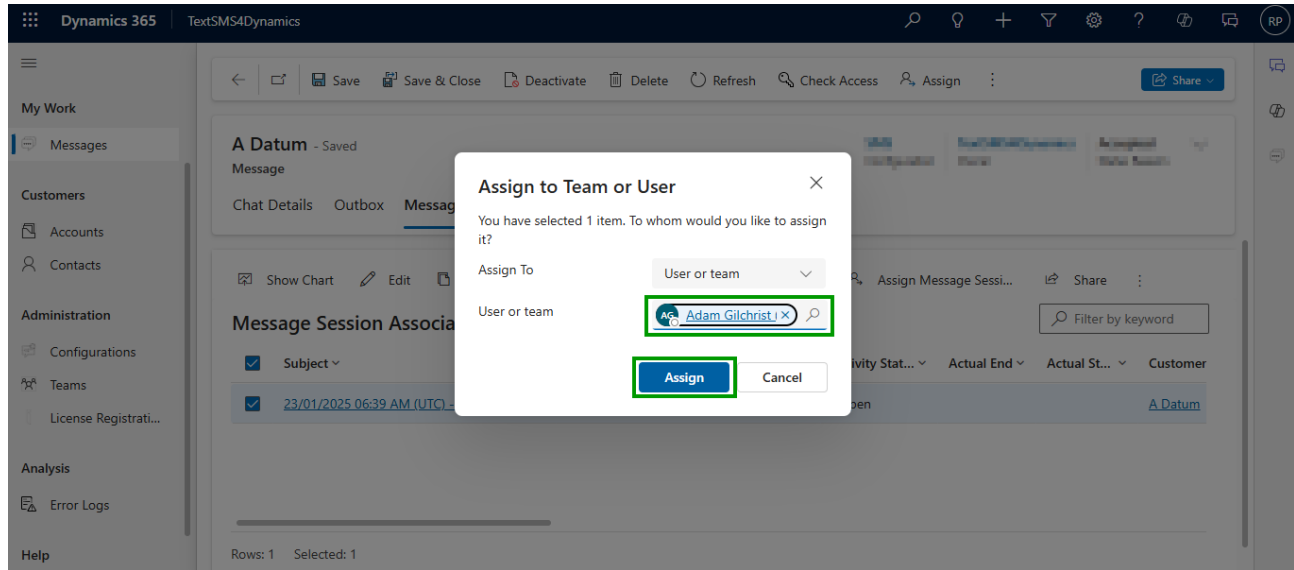 Dynamics 365 TextSMS4Dynamics RP
Save Save & Close Deactivate Delete Refresh Check Access Assign Share
My Work
Messages
Customers
Accounts
Contacts
Administration
Configurations
Teams
License Registrati...
Analysis
Error Logs
Help
A Datum - Saved
Message
Chat Details Outbox Messag
Show Chart Edit Assign Message Sessi... Share
Message Session Associa
Filter by keyword
Subject ivity Stat... Actual End Actual St... Customer
23/01/2025 06:39 AM (UTC) - pen A Datum
Rows: 1 Selected: 1
Assign to Team or User
You have selected 1 item. To whom would you like to assign
it?
Assign To User or team
User or team AG Adam Gilchrist
Assign Cancel